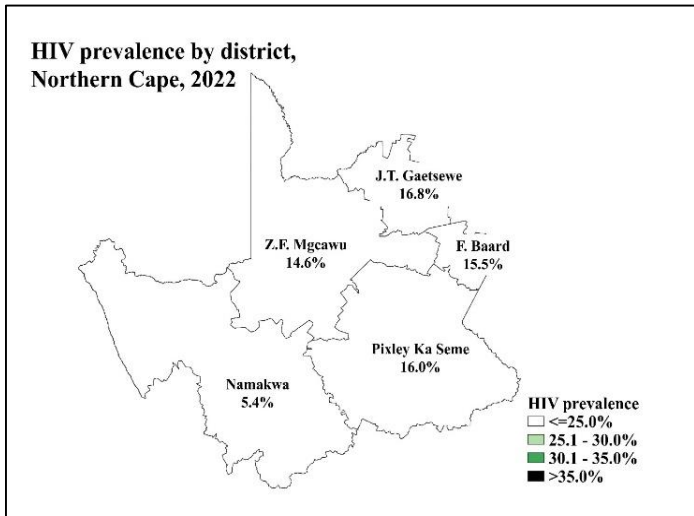 HIV prevalence by district,
Northern Cape, 2022
J.T. Gaetsewe
16.8%
Z.F. Mgcawu
14.6%
F. Baard
15.5%
Pixley Ka Seme
16.0%
Namakwa
5.4%
HIV prevalence
<=25.0%
25.1 - 30.0%
30.1 - 35.0%
>35.0%